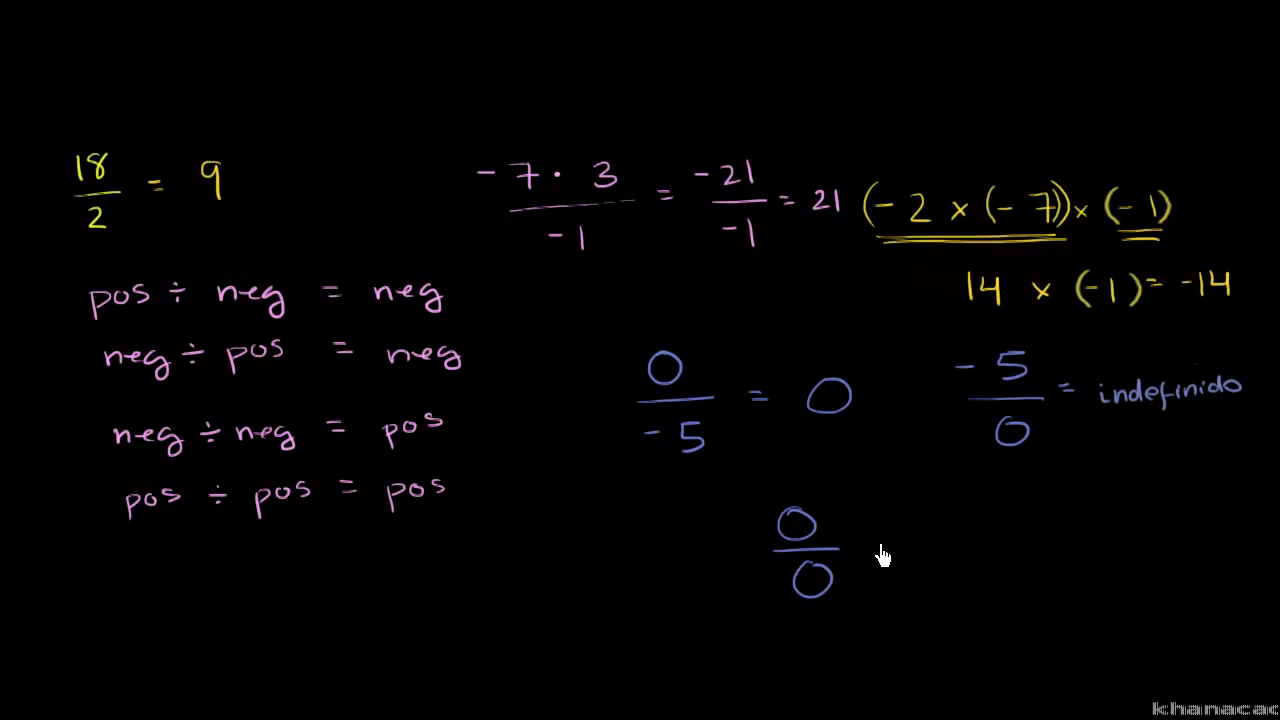 18/2 = 9
pos ÷ neg = neg
neg ÷ pos = neg
neg ÷ neg = pos
pos ÷ pos = pos
-7 · 3/-1 = -21/-1 = 21
(-2 × (-7)) × (-1)
14 × (-1) = -14
0/-5 = 0
-5/0 = indefinido
0/0
khanacac